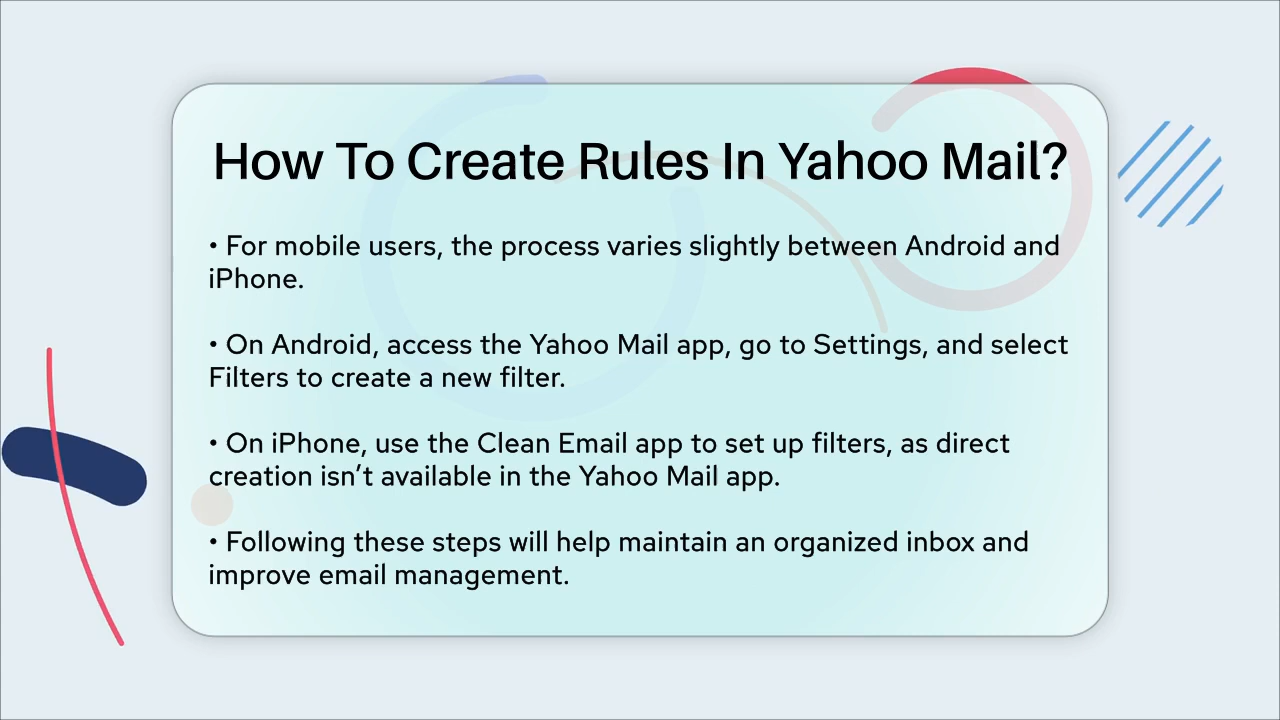 How To Create Rules In Yahoo Mail?
• For mobile users, the process varies slightly between Android and
iPhone.
• On Android, access the Yahoo Mail app, go to Settings, and select
Filters to create a new filter.
• On iPhone, use the Clean Email app to set up filters, as direct
creation isn’t available in the Yahoo Mail app.
• Following these steps will help maintain an organized inbox and
improve email management.